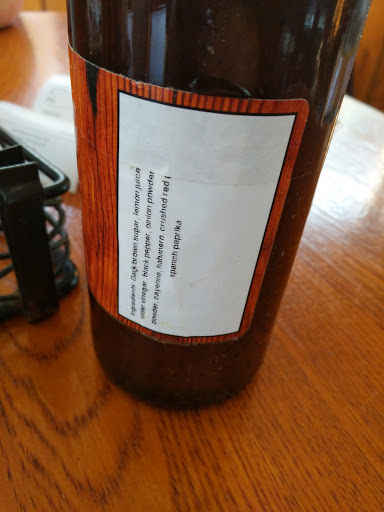 Ingredients: Dark brown sugar, lemon juice
cider vinegar, black pepper, onion powder
powder, cayenne, habanero, crushed red
spanish paprika